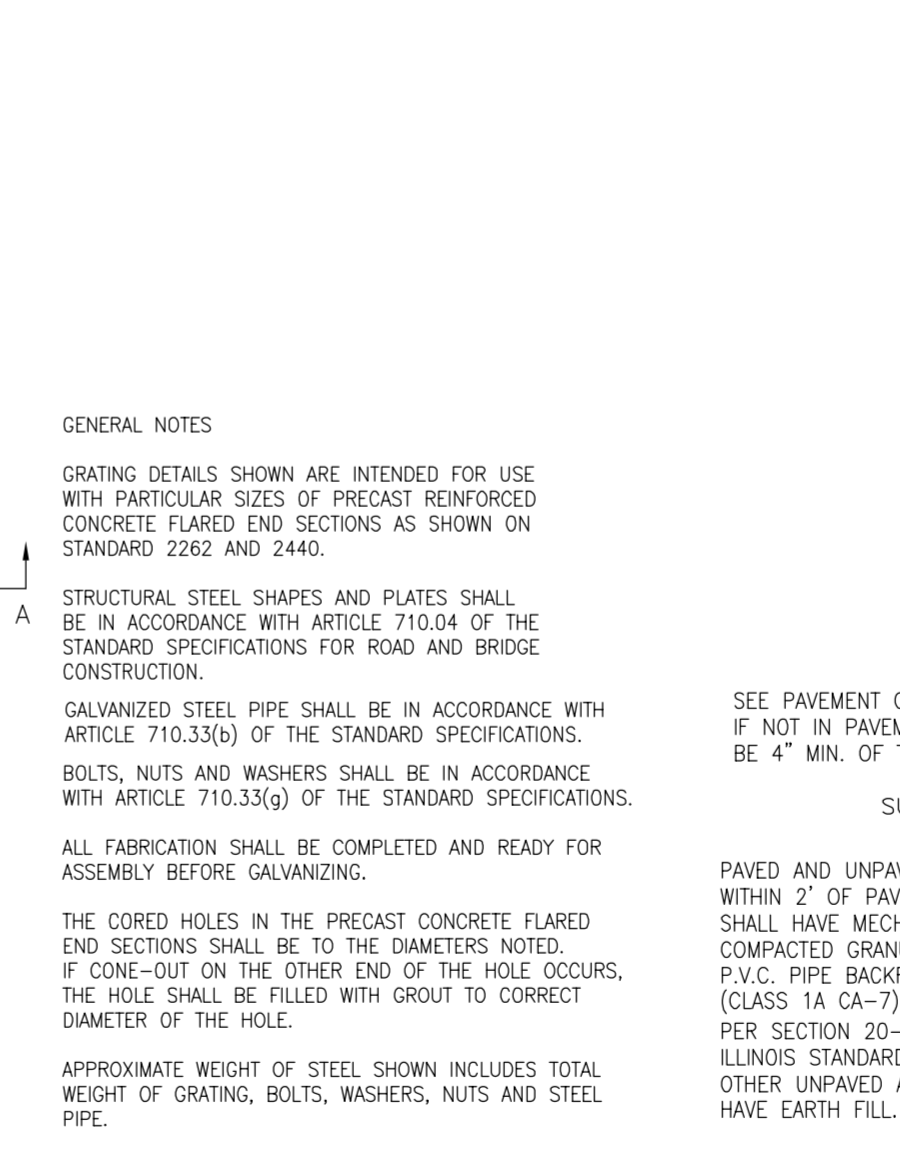 GENERAL NOTES
GRATING DETAILS SHOWN ARE INTENDED FOR USE
WITH PARTICULAR SIZES OF PRECAST REINFORCED
CONCRETE FLARED END SECTIONS AS SHOWN ON
STANDARD 2262 AND 2440.
A
STRUCTURAL STEEL SHAPES AND PLATES SHALL
BE IN ACCORDANCE WITH ARTICLE 710.04 OF THE
STANDARD SPECIFICATIONS FOR ROAD AND BRIDGE
CONSTRUCTION.
GALVANIZED STEEL PIPE SHALL BE IN ACCORDANCE WITH
ARTICLE 710.33(b) OF THE STANDARD SPECIFICATIONS.
BOLTS, NUTS AND WASHERS SHALL BE IN ACCORDANCE
WITH ARTICLE 710.33(g) OF THE STANDARD SPECIFICATIONS.
ALL FABRICATION SHALL BE COMPLETED AND READY FOR
ASSEMBLY BEFORE GALVANIZING.
THE CORED HOLES IN THE PRECAST CONCRETE FLARED
END SECTIONS SHALL BE TO THE DIAMETERS NOTED.
IF CONE-OUT ON THE OTHER END OF THE HOLE OCCURS,
THE HOLE SHALL BE FILLED WITH GROUT TO CORRECT
DIAMETER OF THE HOLE.
APPROXIMATE WEIGHT OF STEEL SHOWN INCLUDES TOTAL
WEIGHT OF GRATING, BOLTS, WASHERS, NUTS AND STEEL
PIPE.
SEE PAVEMENT
IF NOT IN
BE 4" MIN. OF
PAVED AND
WITHIN 2' OF
SHALL HAVE
COMPACTED
P.V.C. PIPE
(CLASS 1A CA-7)
PER SECTION 20-
ILLINOIS
OTHER UNPAVED
HAVE EARTH FILL.